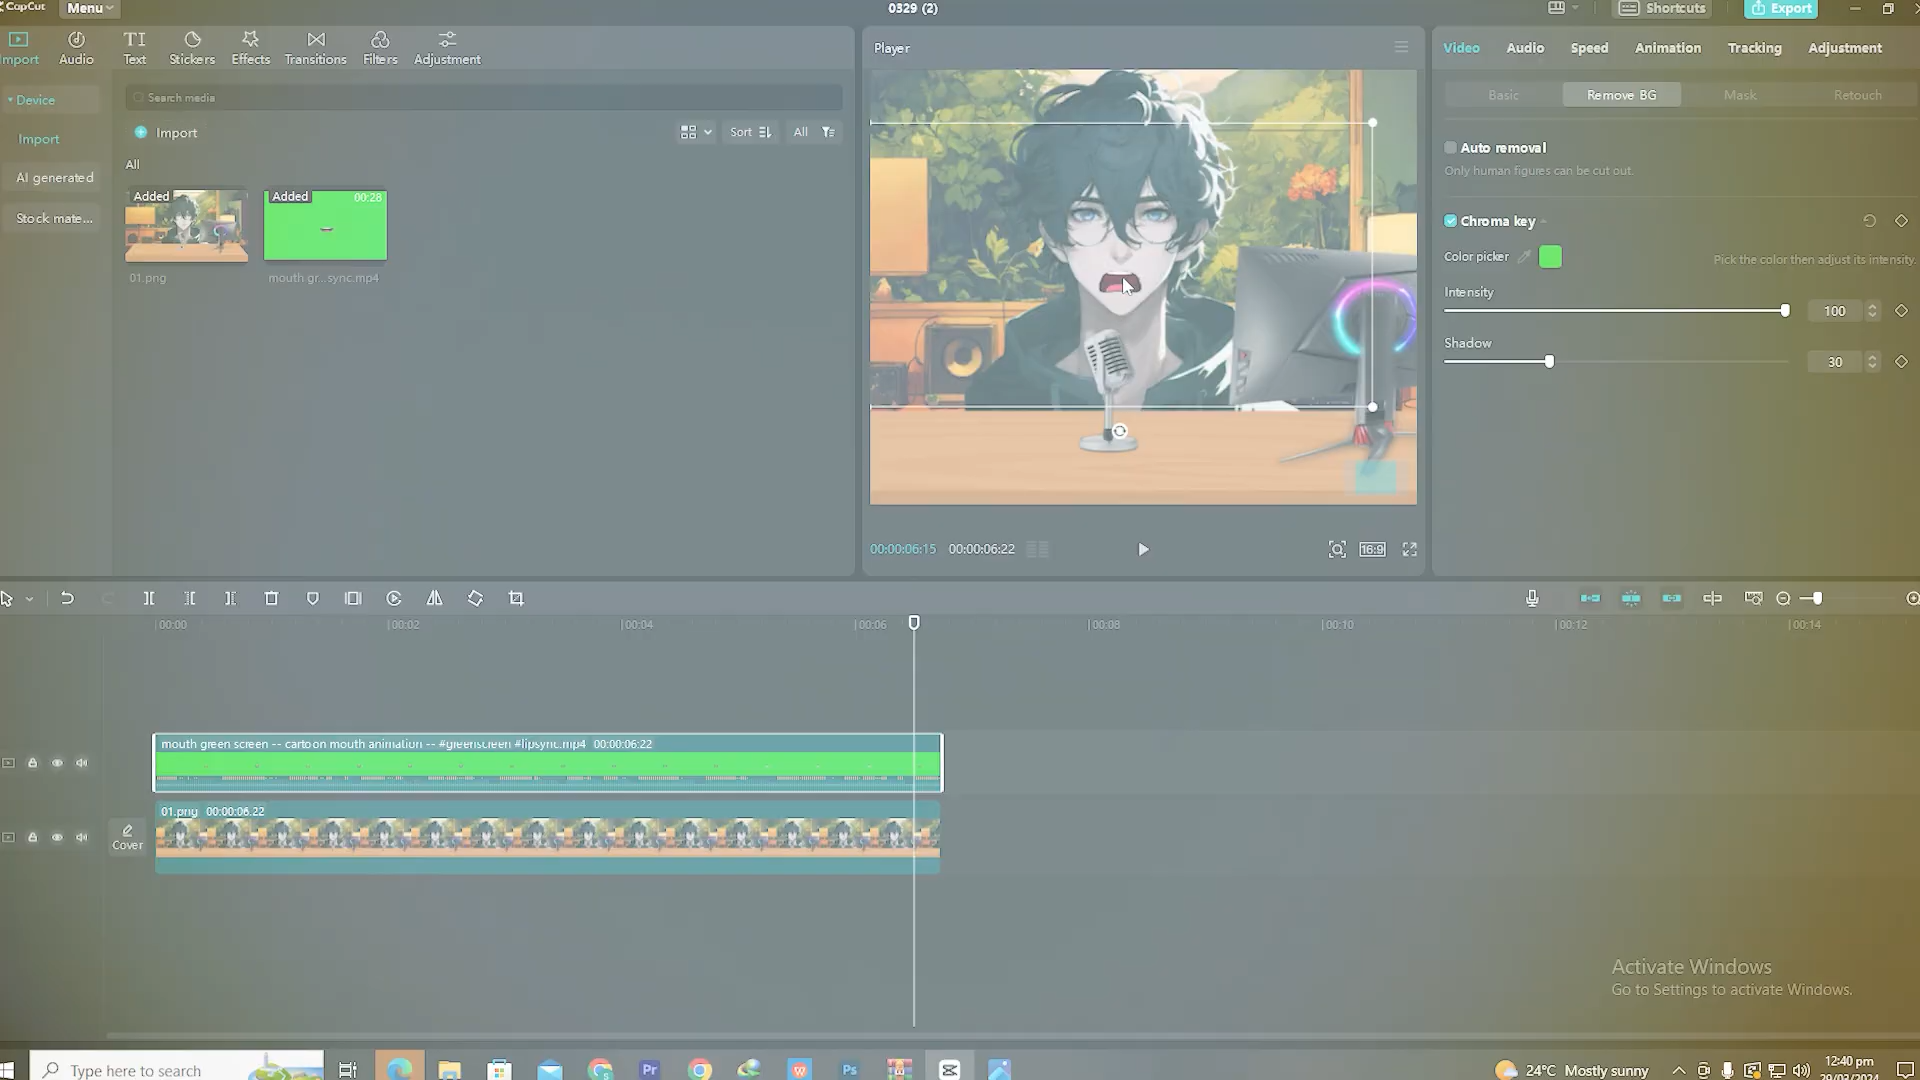 CapCut
Menu
0329 (2)
Shortcuts
Export
Import
Audio
Text
Stickers
Effects
Transitions
Filters
Adjustment
Player
Video
Audio
Speed
Animation
Tracking
Adjustment
Device
Import
AI generated
Stock mate...
Search media
Import
Sort
All
All
Added
Added
00:28
01.png
mouth gr...sync.mp4
Basic
Remove BG
Mask
Retouch
Auto removal
Only human figures can be cut out.
Chroma key
Color picker
Pick the color then adjust its intensity.
Intensity
100
Shadow
30
00:00:06:15
00:00:06:22
16:9
00:00
00:02
00:04
00:06
00:08
00:10
00:12
00:14
mouth green screen -- cartoon mouth animation -- #greenscreen #lipsync.mp4 00:00:06:22
01.png 00:00:06:22
Cover
Activate Windows
Go to Settings to activate Windows.
Type here to search
Pr
Ps
24°C Mostly sunny
12:40 pm
29/03/2024